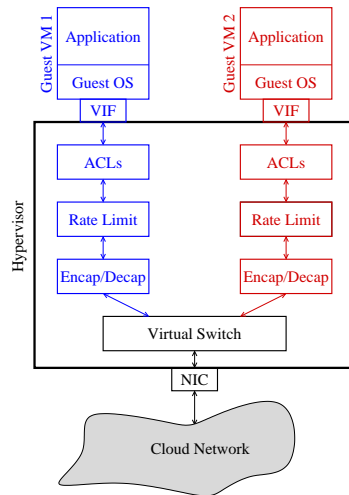 Guest VM 1
Application
Guest OS
VIF
Guest VM 2
Application
Guest OS
VIF
Hypervisor
ACLs
ACLs
Rate Limit
Rate Limit
Encap/Decap
Encap/Decap
Virtual Switch
NIC
Cloud Network